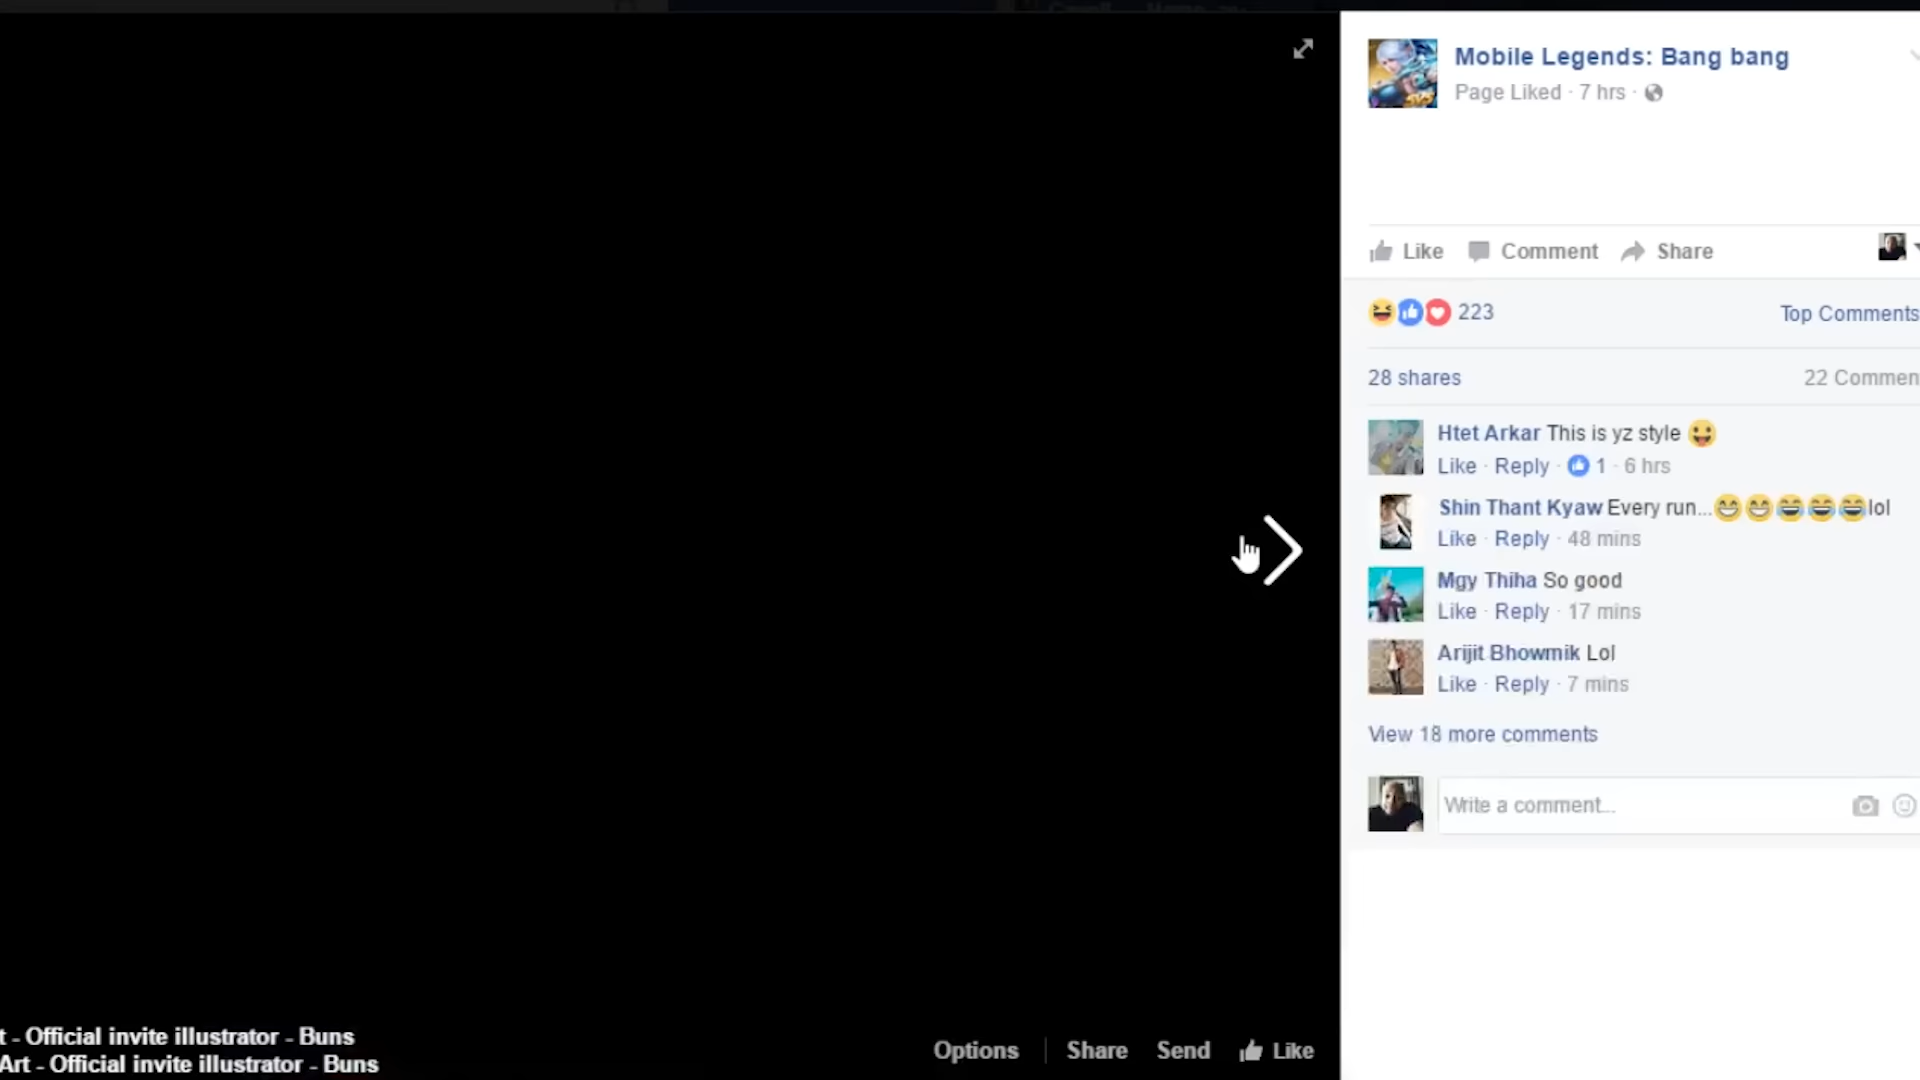 Mobile Legends: Bang bang
Page Liked · 7 hrs ·
Like Comment Share
223 Top Comments
28 shares 22 Commen
Htet Arkar This is yz style
Like · Reply · 1 · 6 hrs
Shin Thant Kyaw Every run... lol
Like · Reply · 48 mins
Mgy Thiha So good
Like · Reply · 17 mins
Arijit Bhowmik Lol
Like · Reply · 7 mins
View 18 more comments
Write a comment...
t - Official invite illustrator - Buns
Art - Official invite illustrator - Buns
Options Share Send Like